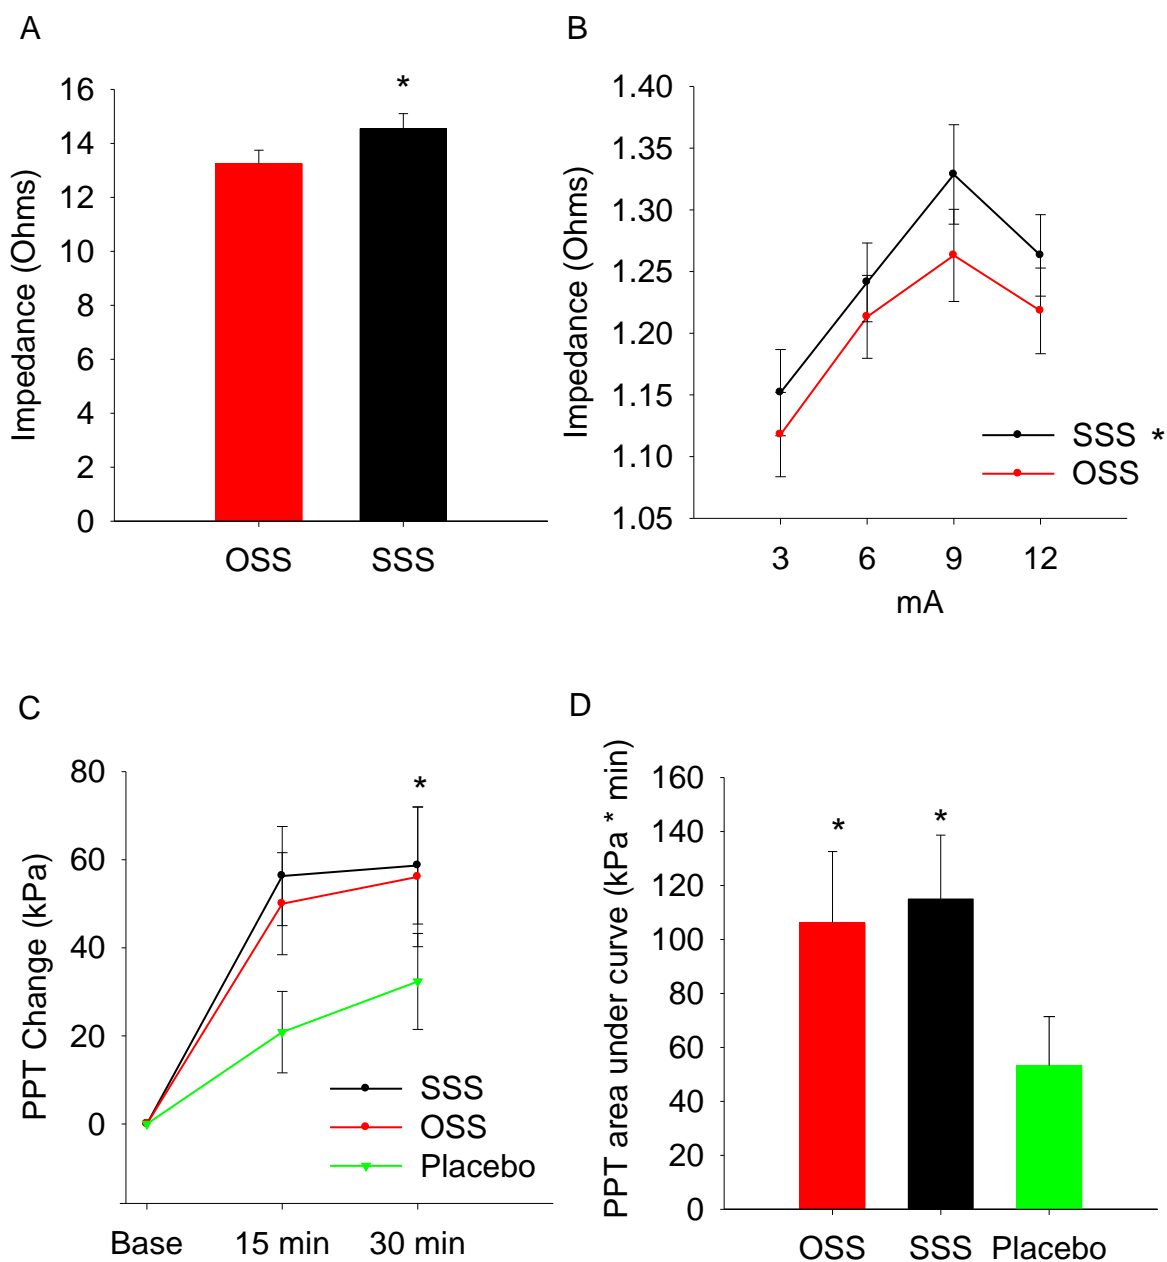 A
16
14
12
10
8
6
4
2
0
Impedance (Ohms)
*
OSS SSS
B
1.40
1.35
1.30
1.25
1.20
1.15
1.10
1.05
Impedance (Ohms)
SSS *
OSS
3 6 9 12
mA
C
80
60
40
20
0
PPT Change (kPa)
*
SSS
OSS
Placebo
Base 15 min 30 min
D
160
140
120
100
80
60
40
20
0
PPT area under curve (kPa * min)
* *
OSS SSS Placebo